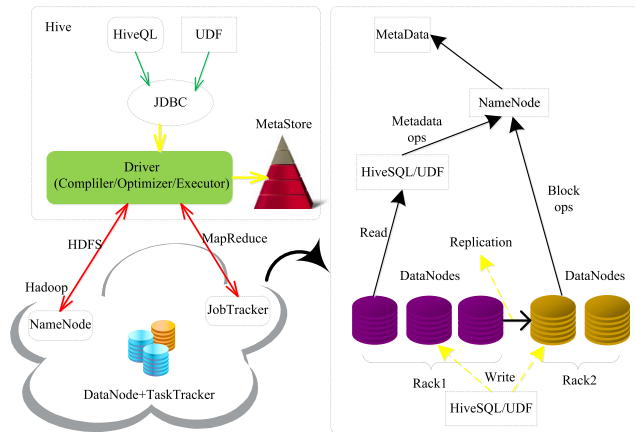 Hive
HiveQL
UDF
JDBC
MetaStore
Driver
(Compliler/Optimizer/Executor)
HDFS
MapReduce
Hadoop
NameNode
JobTracker
DataNode+TaskTracker
MetaData
NameNode
Metadata
ops
HiveSQL/UDF
Block
ops
Read
Replication
DataNodes
DataNodes
Rack1
Write
Rack2
HiveSQL/UDF